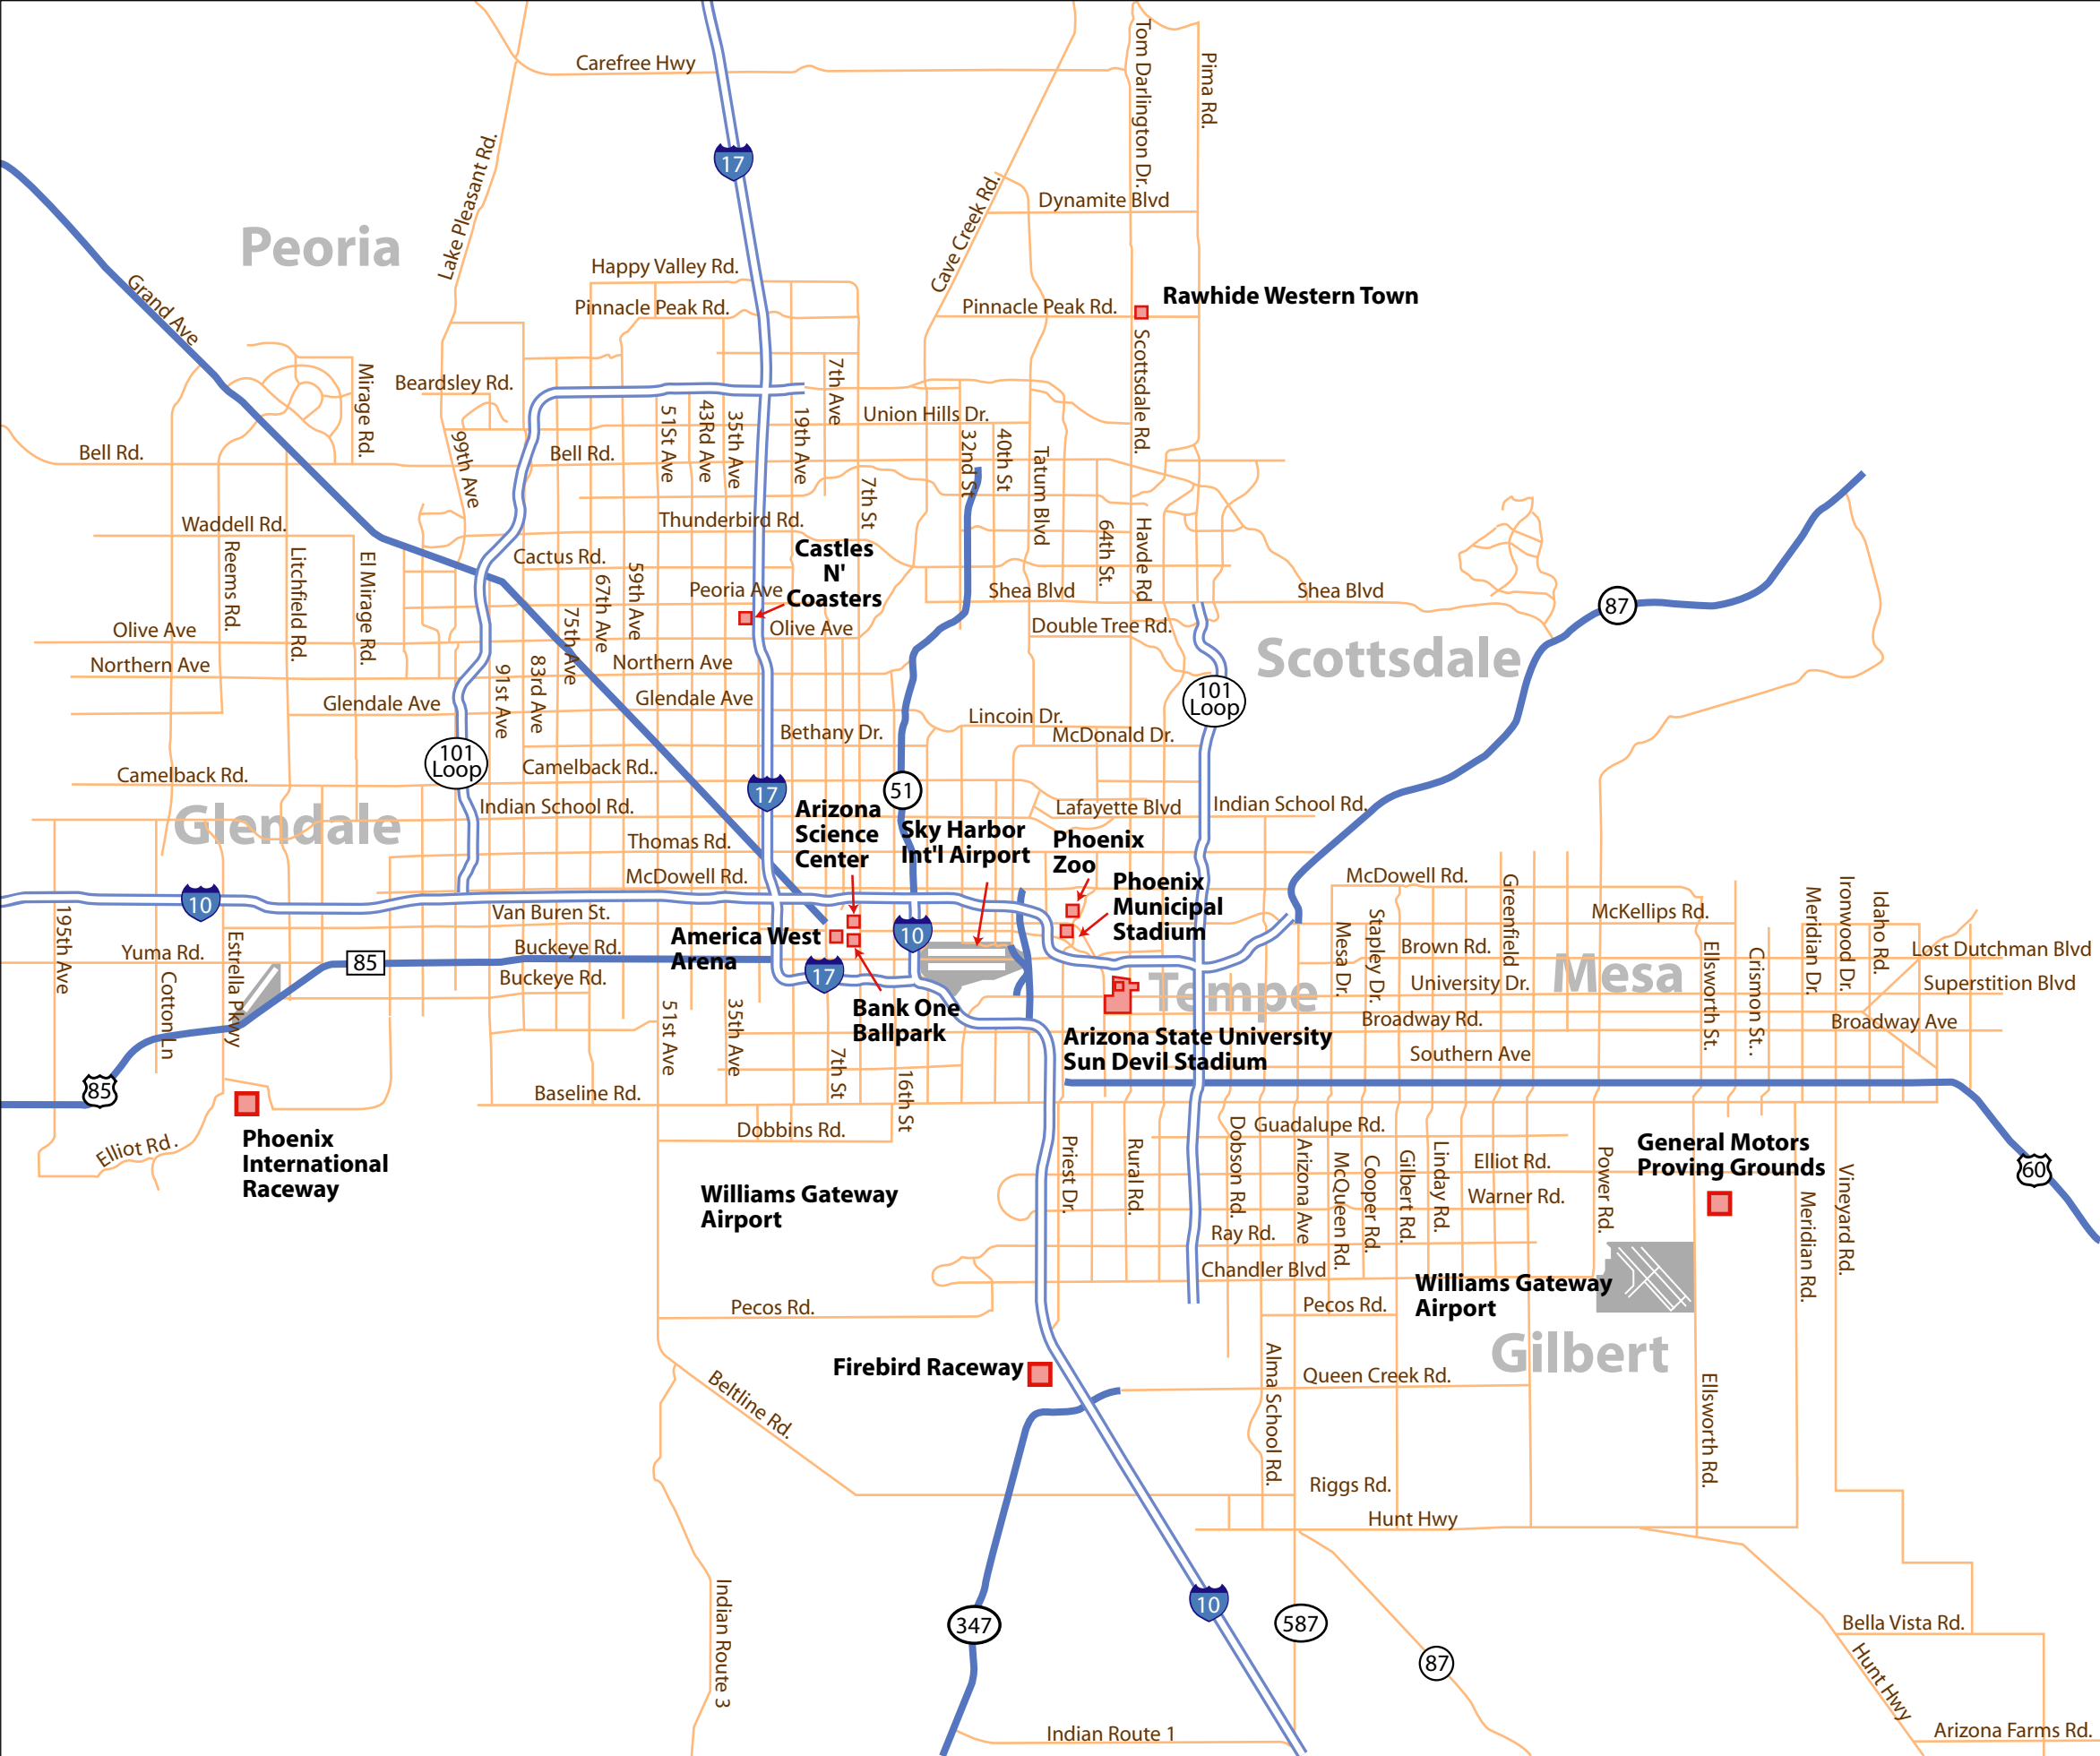 Carefree Hwy
Tom Darlington Dr.
Pima Rd.
17
Lake Pleasant Rd.
Cave Creek Rd.
Dynamite Blvd
Peoria
Grand Ave
Happy Valley Rd.
Pinnacle Peak Rd.
Pinnacle Peak Rd.
Rawhide Western Town
Scottsdale Rd.
Mirage Rd.
Beardsley Rd.
7th Ave
Union Hills Dr.
51St Ave
43Rd Ave
35th Ave
19th Ave
Bell Rd.
99th Ave
Bell Rd.
32nd St
40th St
Tatum Blvd
7th St
Waddell Rd.
Thunderbird Rd.
64th St.
Havde Rd
Reems Rd.
Litchfield Rd.
El Mirage Rd.
Cactus Rd.
Castles
N'
Coasters
67th Ave
59th Ave
75th Ave
Peoria Ave
Shea Blvd
Shea Blvd
87
Olive Ave
Olive Ave
Double Tree Rd.
Northern Ave
Northern Ave
91st Ave
83rd Ave
Scottsdale
Glendale Ave
Glendale Ave
101
Loop
Lincoin Dr.
Bethany Dr.
McDonald Dr.
101
Loop
Camelback Rd.
Camelback Rd..
17
51
Glendale
Indian School Rd.
Arizona
Science
Center
Lafayette Blvd
Indian School Rd.
Sky Harbor
Int'l Airport
Phoenix
Zoo
Thomas Rd.
McDowell Rd.
McDowell Rd.
Phoenix
Municipal
Stadium
10
195th Ave
Van Buren St.
America West
Arena
10
Mesa Dr.
Stapley Dr.
Greenfield
McKellips Rd.
Meridian Dr.
Ironwood Dr.
Idaho Rd.
Yuma Rd.
Estrella Pkwy
Cotton Ln
85
Buckeye Rd.
Buckeye Rd.
17
Brown Rd.
Lost Dutchman Blvd
Ellsworth St.
Crismon St..
Tempe
Mesa
University Dr.
Superstition Blvd
Bank One
Ballpark
51st Ave
35th Ave
7th St
16th St
Broadway Rd.
Broadway Ave
Arizona State University
Sun Devil Stadium
Southern Ave
85
Baseline Rd.
Phoenix
International
Raceway
Elliot Rd.
Dobbins Rd.
Priest Dr.
Rural Rd.
Dobson Rd.
Guadalupe Rd.
Arizona Ave
McQueen Rd.
Cooper Rd.
Gilbert Rd.
Linday Rd.
Elliot Rd.
Warner Rd.
Power Rd.
General Motors
Proving Grounds
Meridian Rd.
Vineyard Rd.
60
Williams Gateway
Airport
Ray Rd.
Chandler Blvd
Williams Gateway
Airport
Pecos Rd.
Pecos Rd.
Gilbert
Firebird Raceway
Alma School Rd.
Queen Creek Rd.
Ellsworth Rd.
Beltline Rd.
Riggs Rd.
Hunt Hwy
Indian Route 3
10
347
587
87
Bella Vista Rd.
Hunt Hwy
Indian Route 1
Arizona Farms Rd.